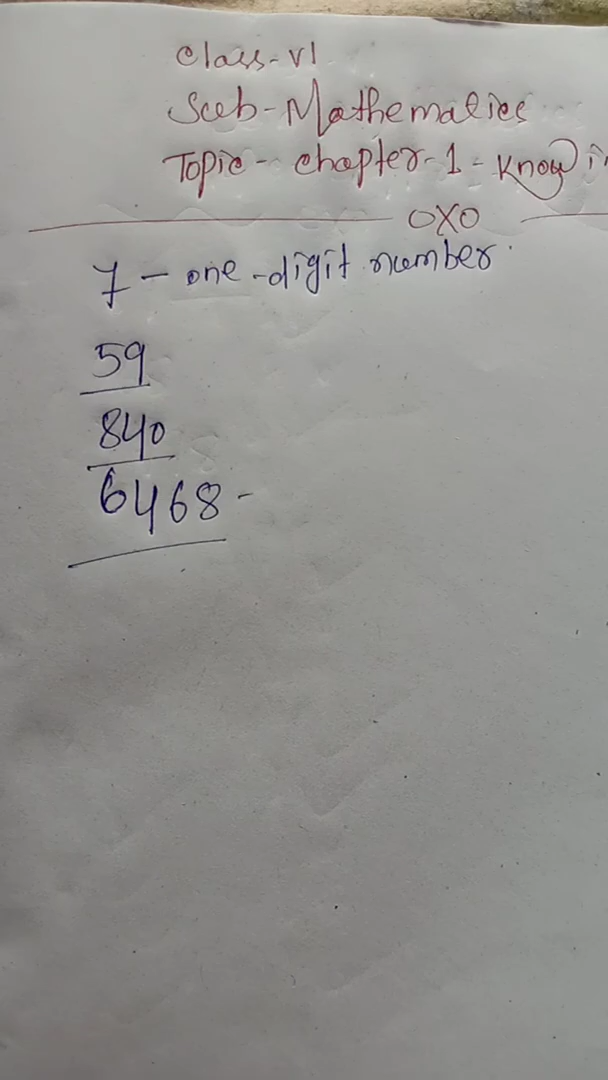 Class-VI
Sub-Mathematics
Topic- chapter-1-Know
OXO
7 - one-digit number.
59
840
6468-